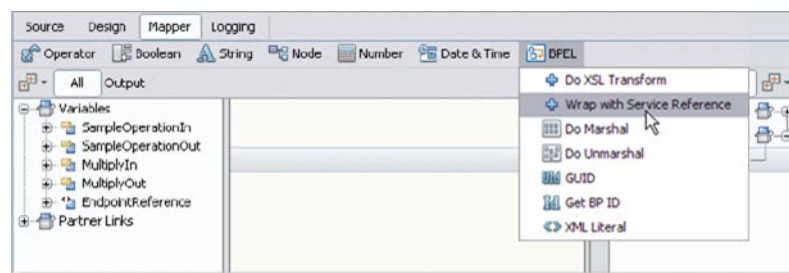 Source Design Mapper Logging
Operator Boolean String Node Number Date & Time BPEL
All Output
Do XSL Transform
Wrap with Service Reference
Do Marshal
Do Unmarshal
GUID
Get BP ID
XML Literal
Variables
SampleOperationIn
SampleOperationOut
MultiplyIn
MultiplyOut
EndpointReference
Partner Links